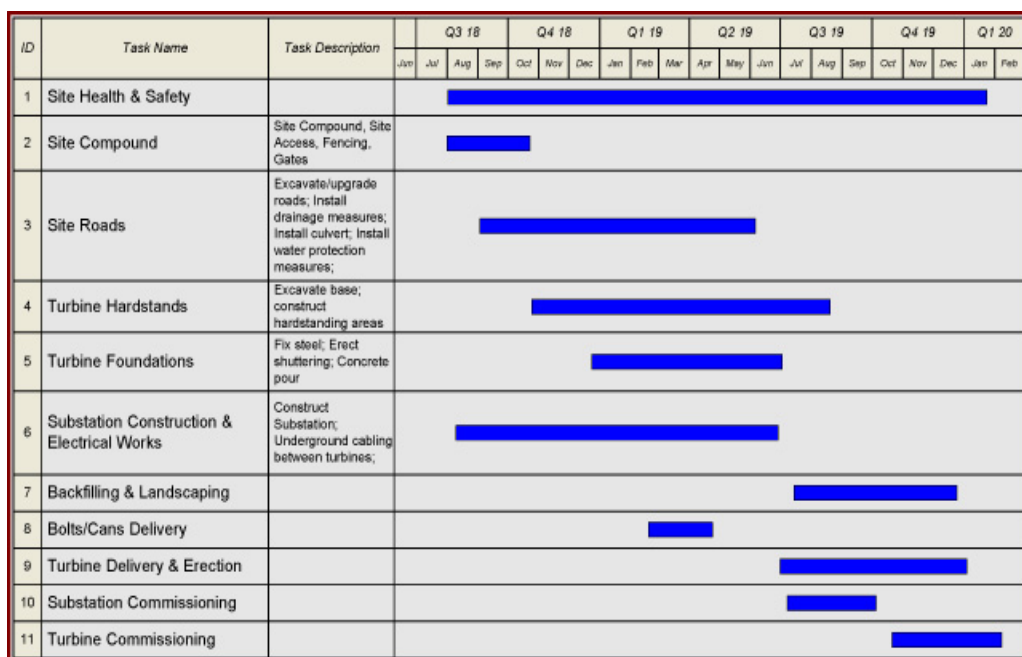 ID Task Name Task Description Q3 18 Q4 18 Q1 19 Q2 19 Q3 19 Q4 19 Q1 20
Jun Jul Aug Sep Oct Nov Dec Jan Feb Mar Apr May Jun Jul Aug Sep Oct Nov Dec Jan Feb
1 Site Health & Safety
2 Site Compound
Site Compound, Site
Access, Fencing,
Gates
3 Site Roads
Excavate/upgrade
roads; Install
drainage measures;
Install culvert; Install
water protection
measures;
4 Turbine Hardstands
Excavate base;
construct
hardstanding areas
5 Turbine Foundations
Fix steel; Erect
shuttering; Concrete
pour
6 Substation Construction &
Electrical Works
Construct
Substation;
Underground cabling
between turbines;
7 Backfilling & Landscaping
8 Bolts/Cans Delivery
9 Turbine Delivery & Erection
10 Substation Commissioning
11 Turbine Commissioning